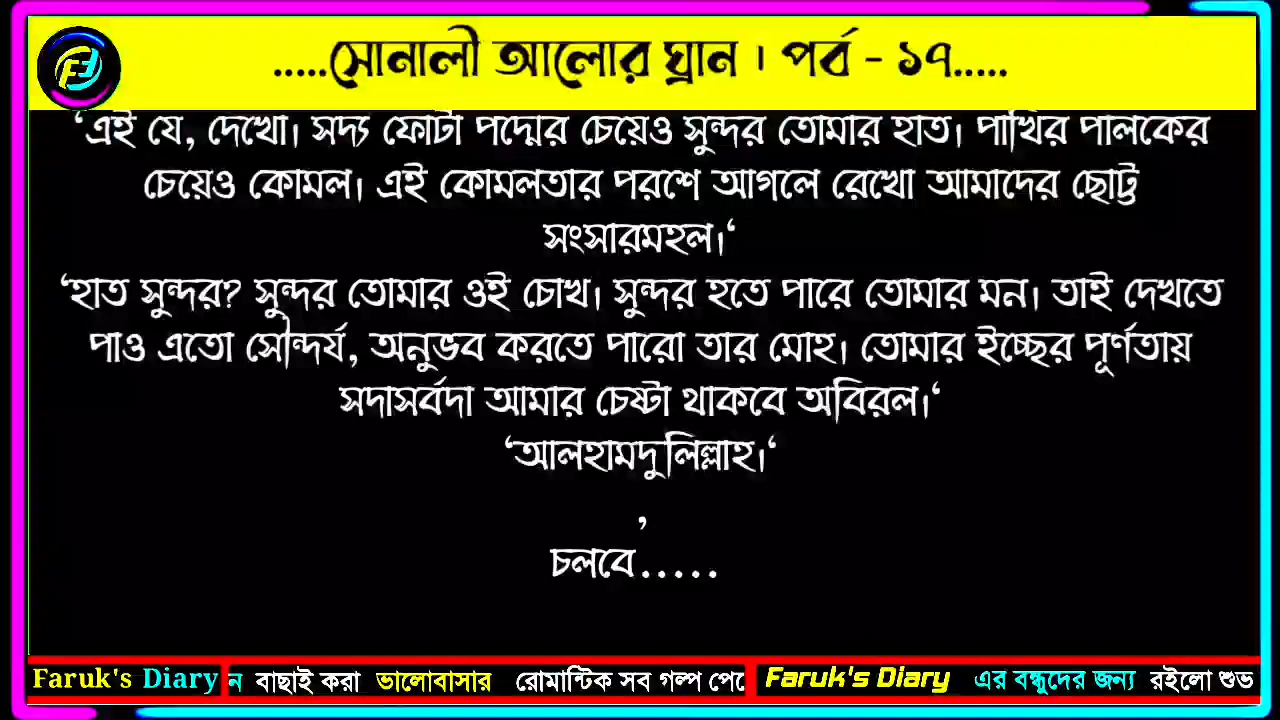 .....সোনালী আলোর ঘ্রান । পর্ব - ১৭.....
‘এই যে, দেখো। সদ্য ফোটা পদ্মের চেয়েও সুন্দর তোমার হাত। পাখির পালকের
চেয়েও কোমল। এই কোমলতার পরশে আগলে রেখো আমাদের ছোট্ট
সংসারমহল।‘
‘হাত সুন্দর? সুন্দর তোমার ওই চোখ। সুন্দর হতে পারে তোমার মন। তাই দেখতে
পাও এতো সৌন্দর্য, অনুভব করতে পারো তার মোহ। তোমার ইচ্ছের পূর্ণতায়
সদাসর্বদা আমার চেষ্টা থাকবে অবিরল।‘
‘আলহামদুলিল্লাহ।‘
,
চলবে.....
Faruk's Diary ন বাছাই করা ভালোবাসার রোমান্টিক সব গল্প পেে Faruk's Diary এর বন্ধুদের জন্য রইলো শুভ